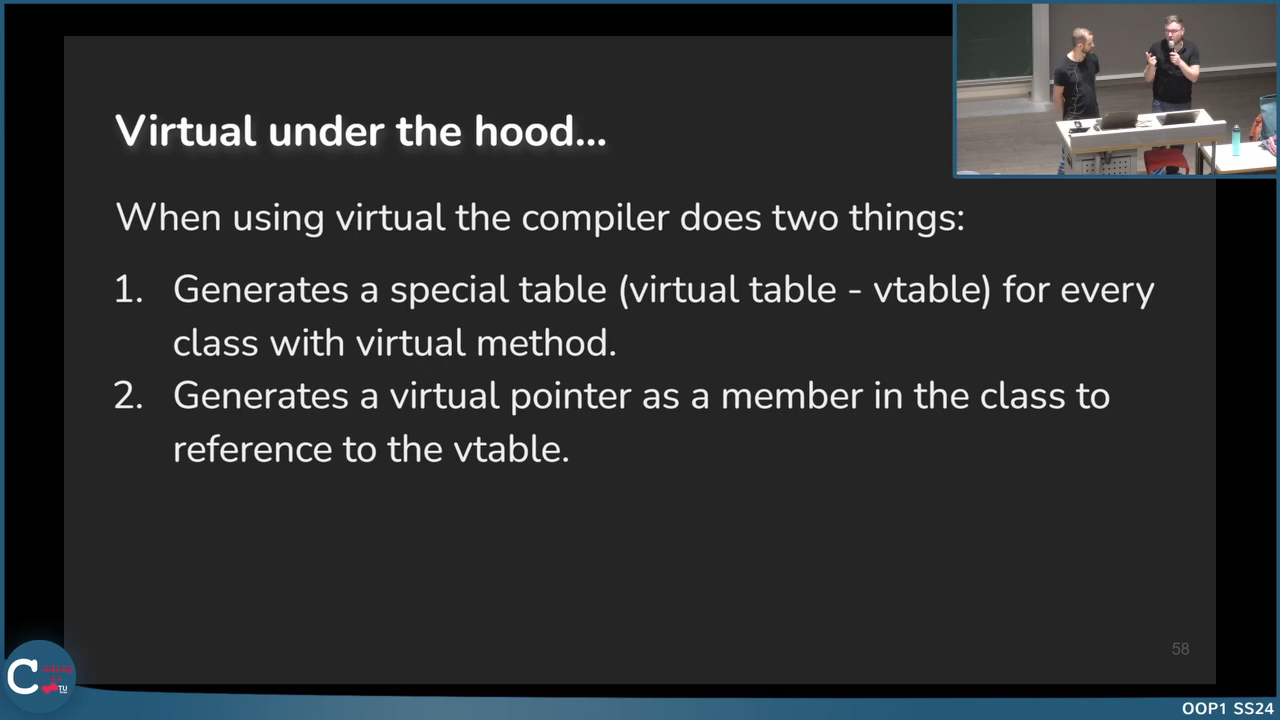 Virtual under the hood...
When using virtual the compiler does two things:
1. Generates a special table (virtual table - vtable) for every
class with virtual method.
2. Generates a virtual pointer as a member in the class to
reference to the vtable.
58
C
TU
OOP1 SS24